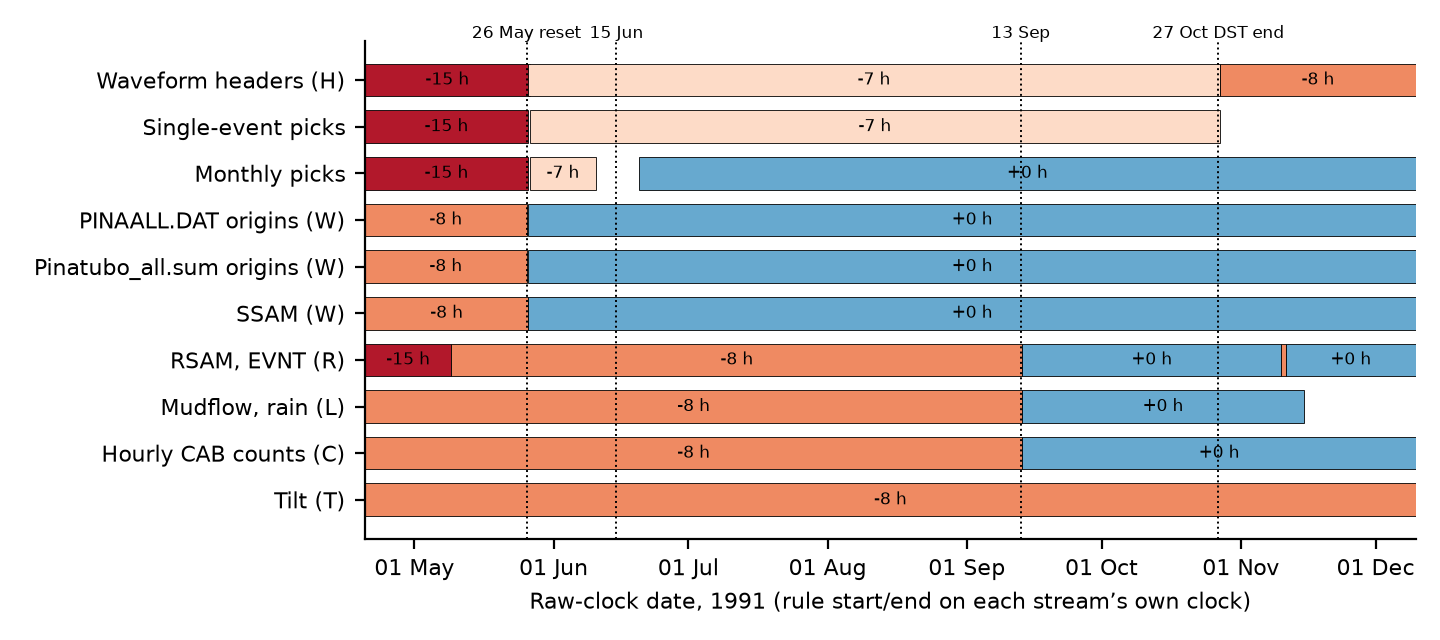 26 May reset 15 Jun 13 Sep 27 Oct DST end
Waveform headers (H) -15 h -7 h -8 h
Single-event picks -15 h -7 h
Monthly picks -15 h -7 h +0 h
PINAALL.DAT origins (W) -8 h +0 h
Pinatubo_all.sum origins (W) -8 h +0 h
SSAM (W) -8 h +0 h
RSAM, EVNT (R) -15 h -8 h +0 h +0 h
Mudflow, rain (L) -8 h +0 h
Hourly CAB counts (C) -8 h +0 h
Tilt (T) -8 h
01 May 01 Jun 01 Jul 01 Aug 01 Sep 01 Oct 01 Nov 01 Dec
Raw-clock date, 1991 (rule start/end on each stream’s own clock)